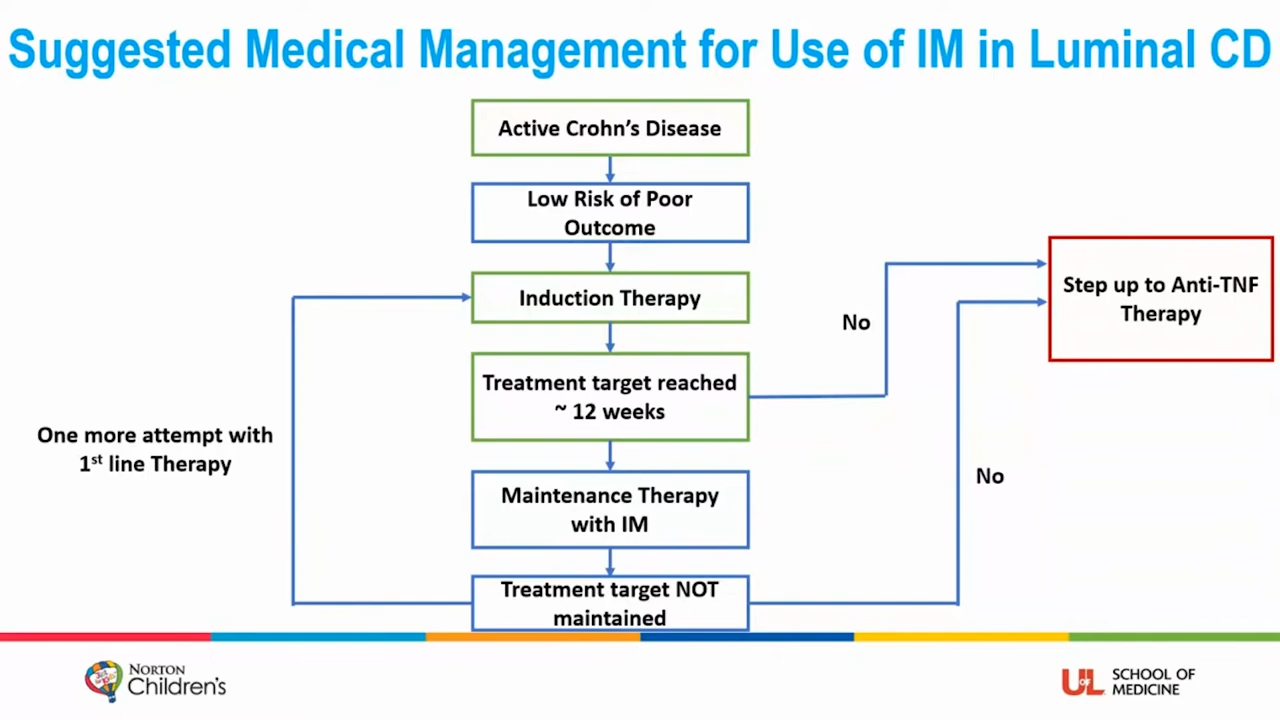 Suggested Medical Management for Use of IM in Luminal CD
Active Crohn’s Disease
Low Risk of Poor
Outcome
Induction Therapy
Treatment target reached
~ 12 weeks
Maintenance Therapy
with IM
Treatment target NOT
maintained
One more attempt with
1st line Therapy
No
No
Step up to Anti-TNF
Therapy
NORTON
Children’s
UofL
SCHOOL OF
MEDICINE